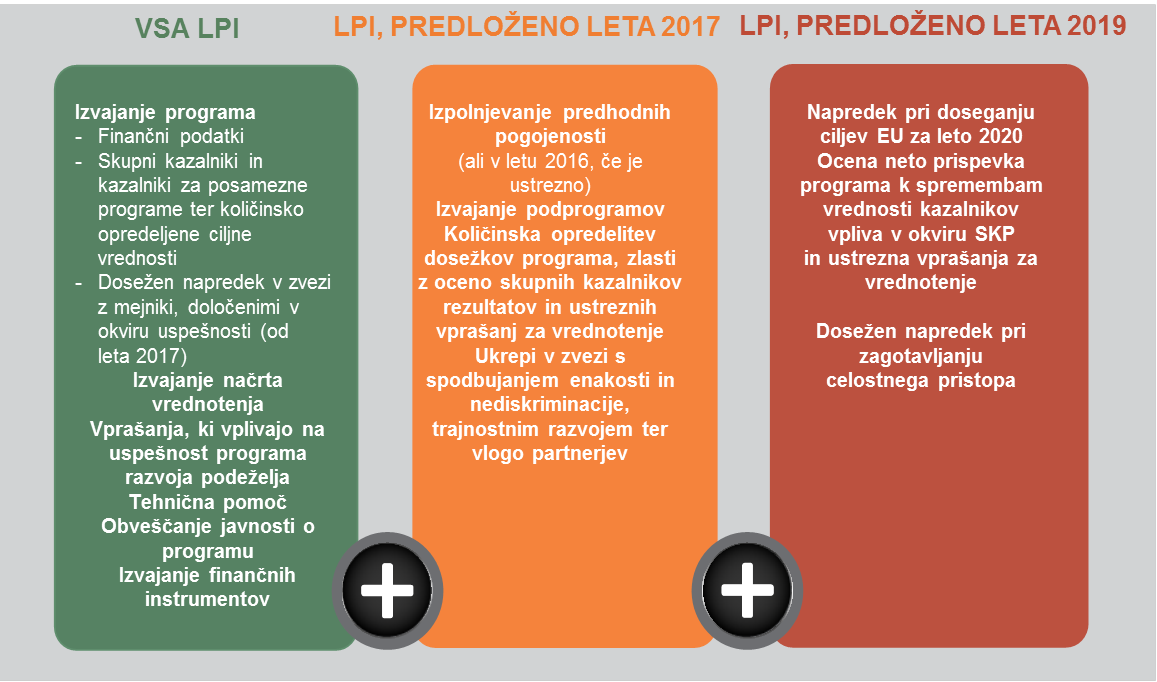 VSA LPI
Izvajanje programa
- Finančni podatki
- Skupni kazalniki in
kazalniki za posamezne
programe ter količinsko
opredeljene ciljne
vrednosti
- Dosežen napredek v zvezi
z mejniki, določenimi v
okviru uspešnosti (od
leta 2017)
Izvajanje načrta
vrednotenja
Vprašanja, ki vplivajo na
uspešnost programa
razvoja podeželja
Tehnična pomoč
Obveščanje javnosti o
programu
Izvajanje finančnih
instrumentov
LPI, PREDLOŽENO LETA 2017
Izpolnjevanje predhodnih
pogojenosti
(ali v letu 2016, če je
ustrezno)
Izvajanje podprogramov
Količinska opredelitev
dosežkov programa, zlasti
z oceno skupnih kazalnikov
rezultatov in ustreznih
vprašanj za vrednotenje
Ukrepi v zvezi s
spodbujanjem enakosti in
nediskriminacije,
trajnostnim razvojem ter
vlogo partnerjev
LPI, PREDLOŽENO LETA 2019
Napredek pri doseganju
ciljev EU za leto 2020
Ocena neto prispevka
programa k spremembam
vrednosti kazalnikov
vpliva v okviru SKP
in ustrezna vprašanja za
vrednotenje
Dosežen napredek pri
zagotavljanju
celostnega pristopa